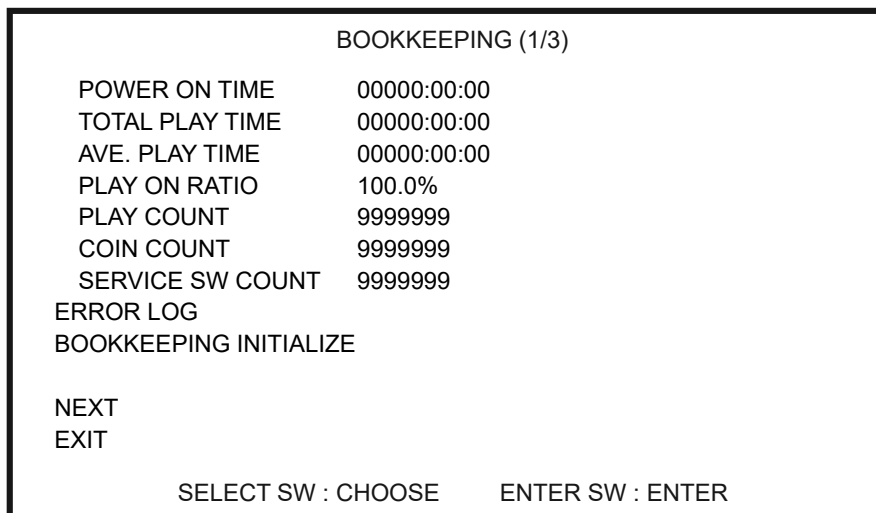 BOOKKEEPING (1/3)
POWER ON TIME 00000:00:00
TOTAL PLAY TIME 00000:00:00
AVE. PLAY TIME 00000:00:00
PLAY ON RATIO 100.0%
PLAY COUNT 9999999
COIN COUNT 9999999
SERVICE SW COUNT 9999999
ERROR LOG
BOOKKEEPING INITIALIZE
NEXT
EXIT
SELECT SW : CHOOSE ENTER SW : ENTER